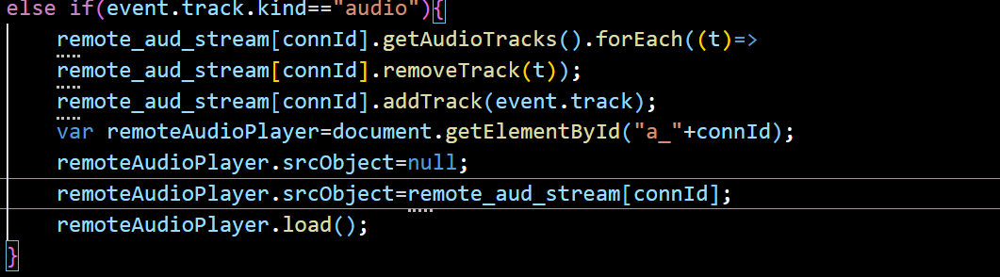 else if(event.track.kind=="audio"){
remote_aud_stream[connId].getAudioTracks().forEach((t)=>
remote_aud_stream[connId].removeTrack(t));
remote_aud_stream[connId].addTrack(event.track);
var remoteAudioPlayer=document.getElementById("a_"+connId);
remoteAudioPlayer.srcObject=null;
remoteAudioPlayer.srcObject=remote_aud_stream[connId];
remoteAudioPlayer.load();
}